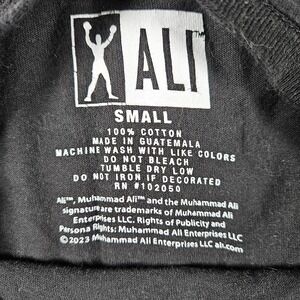 ALI™
SMALL
100% COTTON
MADE IN GUATEMALA
MACHINE WASH WITH LIKE COLORS
DO NOT BLEACH
TUMBLE DRY LOW
DO NOT IRON IF DECORATED
RN #102050
Ali™, Muhammad Ali™ and the Muhammad Ali
signature are trademarks of Muhammad Ali
Enterprises LLC. Rights of Publicity and
Persona Rights: Muhammad Ali Enterprises LLC
©2023 Muhammad Ali Enterprises LLC ali.com